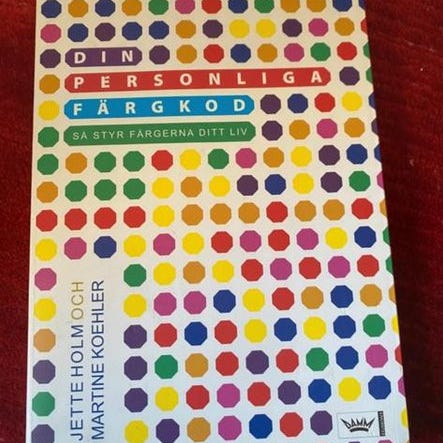 DIN
PERSONLIGA
FÄRGKOD
SÅ STYR FÄRGERNA DITT LIV
JETTE HOLM OCH
MARTINE KOEHLER
DAMM